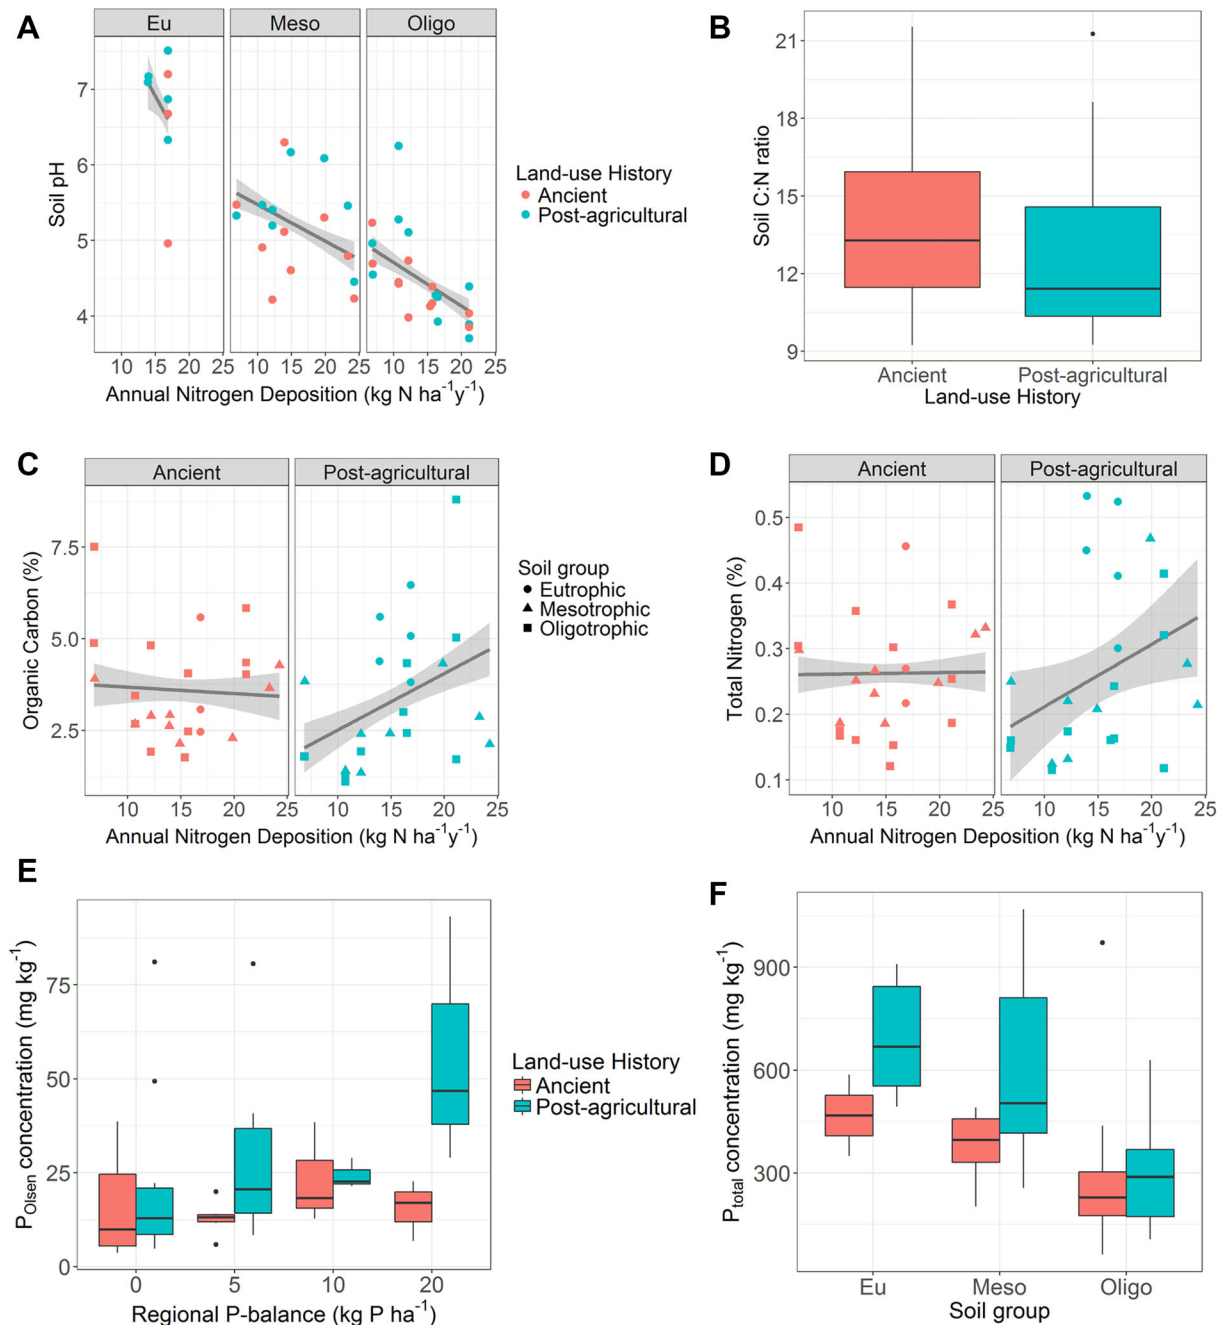 A
Eu Meso Oligo
Soil pH
7
6
5
4
10 15 20 25 10 15 20 25 10 15 20 25
Annual Nitrogen Deposition (kg N ha⁻¹y⁻¹)
Land-use History
Ancient
Post-agricultural
B
Soil C:N ratio
21
18
15
12
9
Ancient Post-agricultural
Land-use History
C
Ancient Post-agricultural
Organic Carbon (%)
7.5
5.0
2.5
10 15 20 25 10 15 20 25
Annual Nitrogen Deposition (kg N ha⁻¹y⁻¹)
Soil group
Eutrophic
Mesotrophic
Oligotrophic
D
Ancient Post-agricultural
Total Nitrogen (%)
0.5
0.4
0.3
0.2
0.1
10 15 20 25 10 15 20 25
Annual Nitrogen Deposition (kg N ha⁻¹y⁻¹)
E
P_Olsen concentration (mg kg⁻¹)
75
50
25
0
0 5 10 20
Regional P-balance (kg P ha⁻¹)
Land-use History
Ancient
Post-agricultural
F
P_total concentration (mg kg⁻¹)
900
600
300
Eu Meso Oligo
Soil group